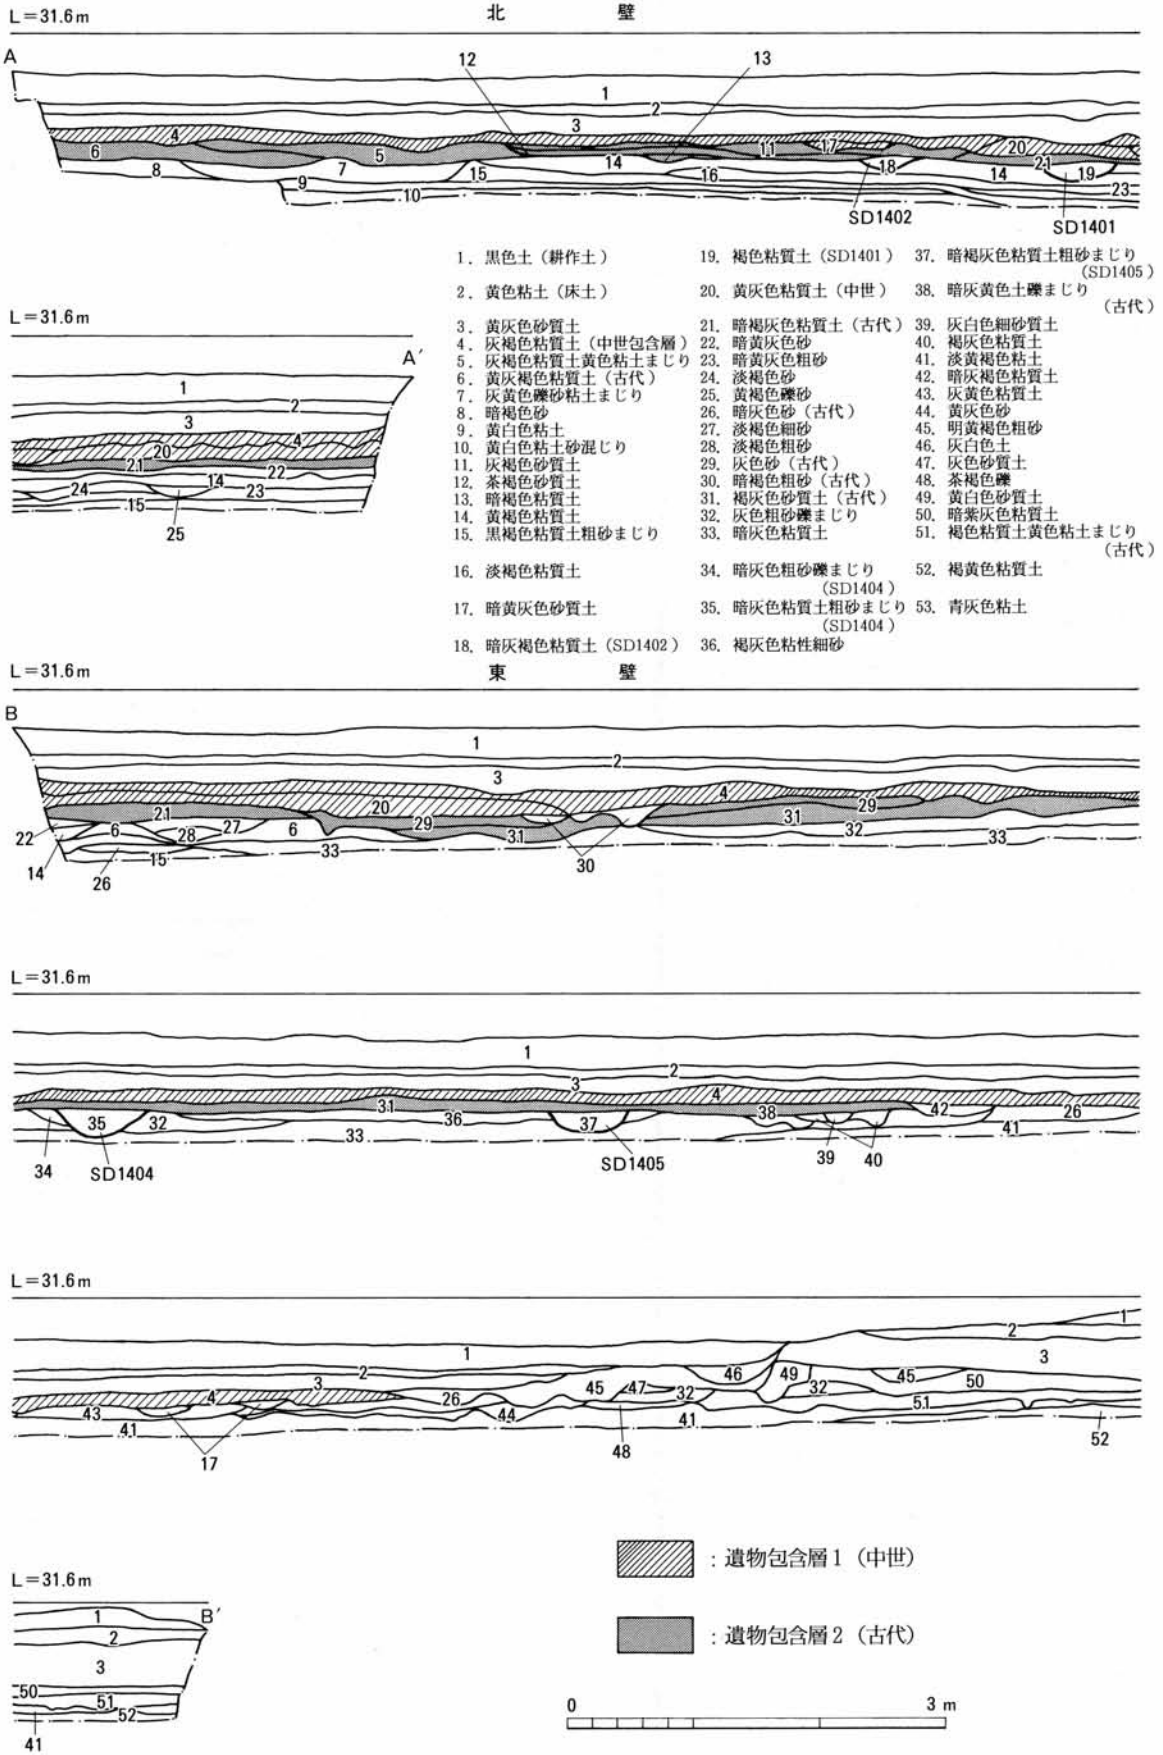 L=31.6m
北 壁
A
12
13
1
2
3
4
6
5
11
17
20
8
7
9
15
14
16
18
14
21
19
10
23
SD1402
SD1401
1. 黒色土（耕作土）
2. 黄色粘土（床土）
3. 黄灰色砂質土
4. 灰褐色粘質土（中世包含層）
5. 灰褐色粘質土黄色粘土まじり
6. 黄灰褐色粘質土（古代）
7. 灰黄色礫砂粘土まじり
8. 暗褐色砂
9. 黄白色粘土
10. 黄白色粘土砂混じり
11. 灰褐色砂質土
12. 茶褐色砂質土
13. 暗褐色粘質土
14. 黄褐色粘質土
15. 黒褐色粘質土粗砂まじり
16. 淡褐色粘質土
17. 暗黄灰色砂質土
18. 暗灰褐色粘質土（SD1402）
19. 褐色粘質土（SD1401）
20. 黄灰色粘質土（中世）
21. 暗褐灰色粘質土（古代）
22. 暗黄灰色砂
23. 暗黄灰色粗砂
24. 淡褐色砂
25. 黄褐色礫砂
26. 暗灰色砂（古代）
27. 淡褐色細砂
28. 淡褐色粗砂
29. 灰色砂（古代）
30. 暗褐色粗砂（古代）
31. 褐灰色砂質土（古代）
32. 灰色粗砂礫まじり
33. 暗灰色粘質土
34. 暗灰色粗砂礫まじり
（SD1404）
35. 暗灰色粘質土粗砂まじり
（SD1404）
36. 褐灰色粘性細砂
37. 暗褐灰色粘質土粗砂まじり
（SD1405）
38. 暗灰黄色土礫まじり
（古代）
39. 灰白色細砂質土
40. 褐灰色粘質土
41. 淡黄褐色粘土
42. 暗灰褐色粘質土
43. 灰黄色粘質土
44. 黄灰色砂
45. 明黄褐色粗砂
46. 灰白色土
47. 灰色砂質土
48. 茶褐色礫
49. 黄白色砂質土
50. 暗紫灰色粘質土
51. 褐色粘質土黄色粘土まじり
（古代）
52. 褐黄色粘質土
53. 青灰色粘土
L=31.6m
A′
1
2
3
4
20
21
22
14
24
23
15
25
L=31.6m
東 壁
B
1
2
3
4
20
29
21
31
22
6
28
27
6
29
31
32
33
14
15
33
30
26
L=31.6m
1
2
3
4
31
38
42
26
35
32
36
37
41
33
34
SD1404
SD1405
39
40
L=31.6m
1
2
1
2
3
3
4
46
49
45
50
45
47
32
32
26
51
43
44
41
41
48
52
17
L=31.6m
1
B′
2
3
50
51
52
41
：遺物包含層1（中世）
：遺物包含層2（古代）
0
3 m